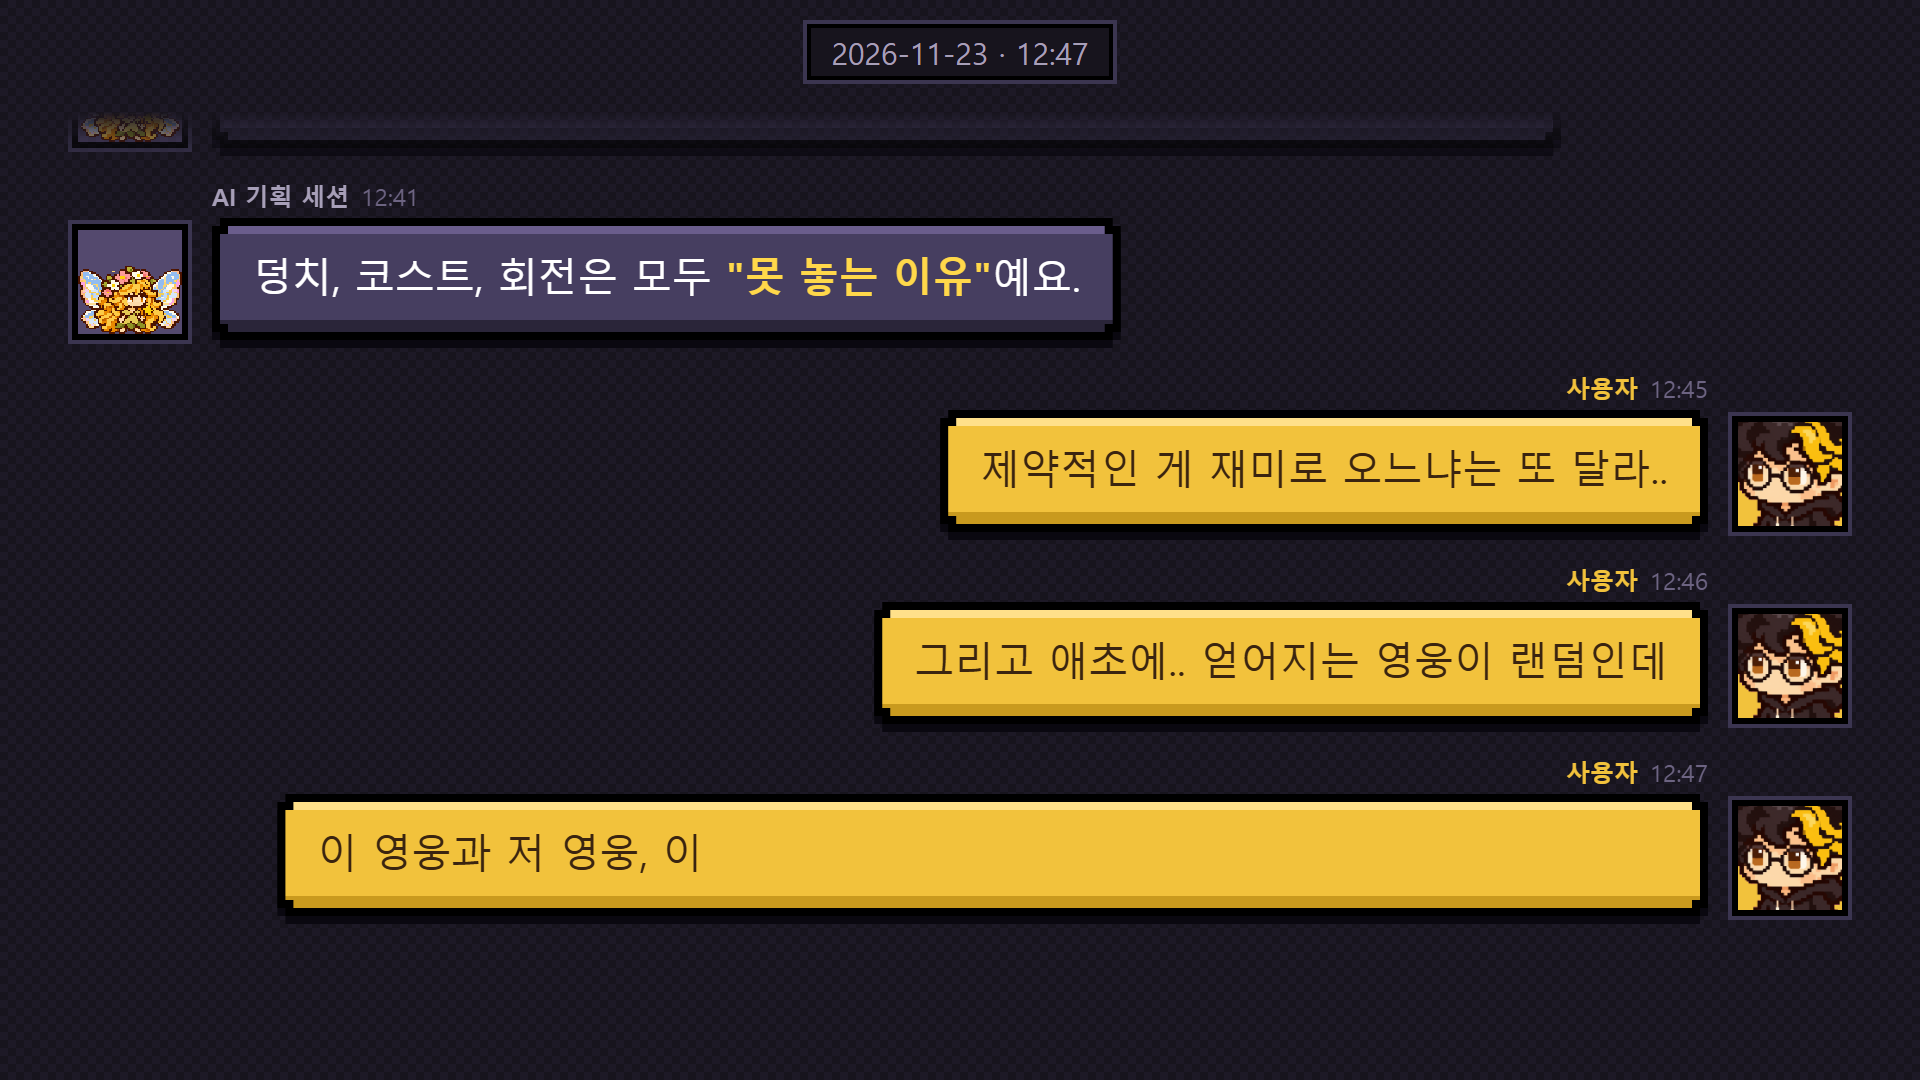 2026-11-23 · 12:47
AI 기획 세션 12:41
덩치, 코스트, 회전은 모두 "못 놓는 이유"예요.
사용자 12:45
제약적인 게 재미로 오느냐는 또 달라..
사용자 12:46
그리고 애초에.. 얻어지는 영웅이 랜덤인데
사용자 12:47
이 영웅과 저 영웅, 이